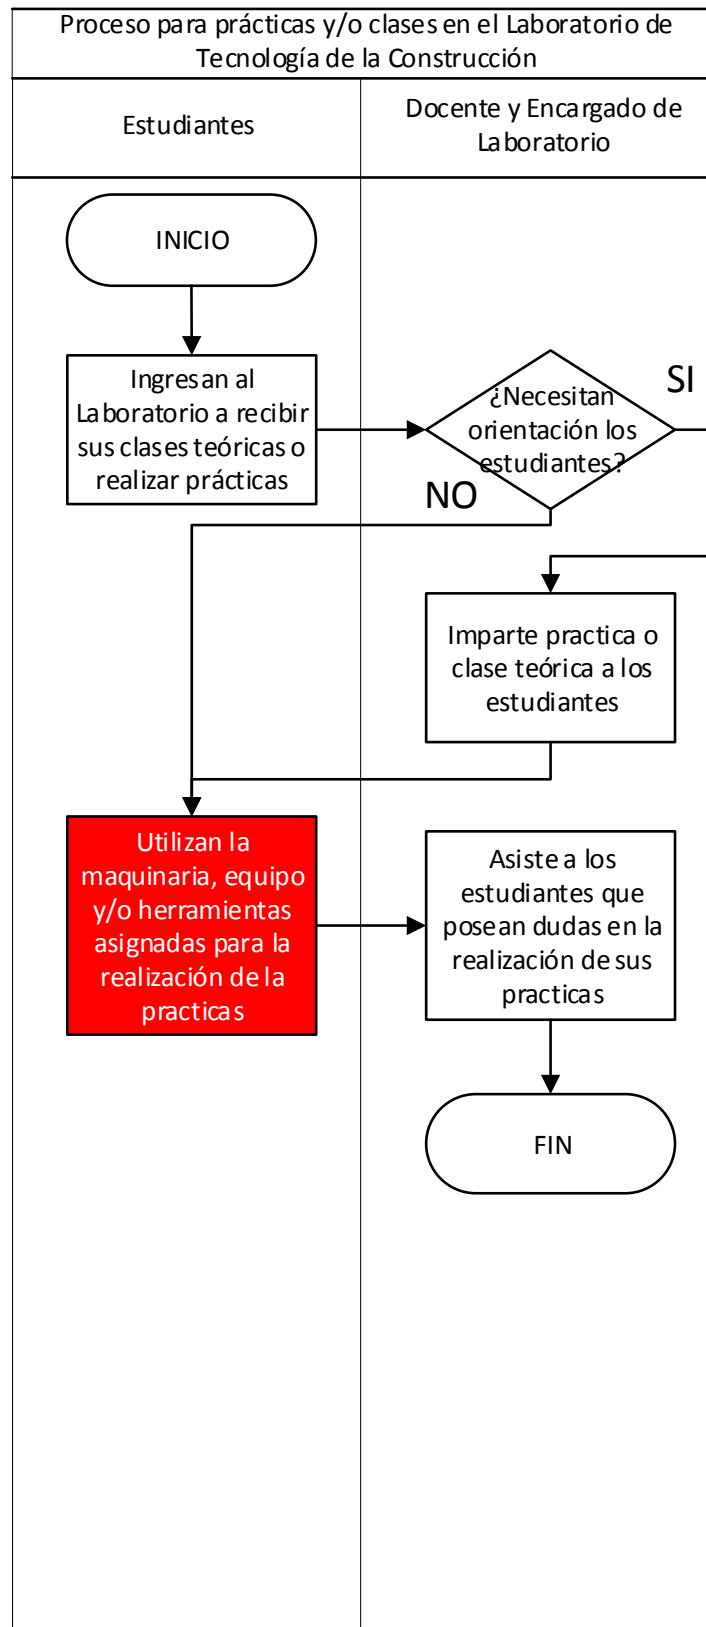 Proceso para prácticas y/o clases en el Laboratorio de
Tecnología de la Construcción
Estudiantes
Docente y Encargado de
Laboratorio
INICIO
Ingresan al
Laboratorio a recibir
sus clases teóricas o
realizar prácticas
¿Necesitan
orientación los
estudiantes?
SI
NO
Imparte practica o
clase teórica a los
estudiantes
Utilizan la
maquinaria, equipo
y/o herramientas
asignadas para la
realización de la
practicas
Asiste a los
estudiantes que
posean dudas en la
realización de sus
practicas
FIN